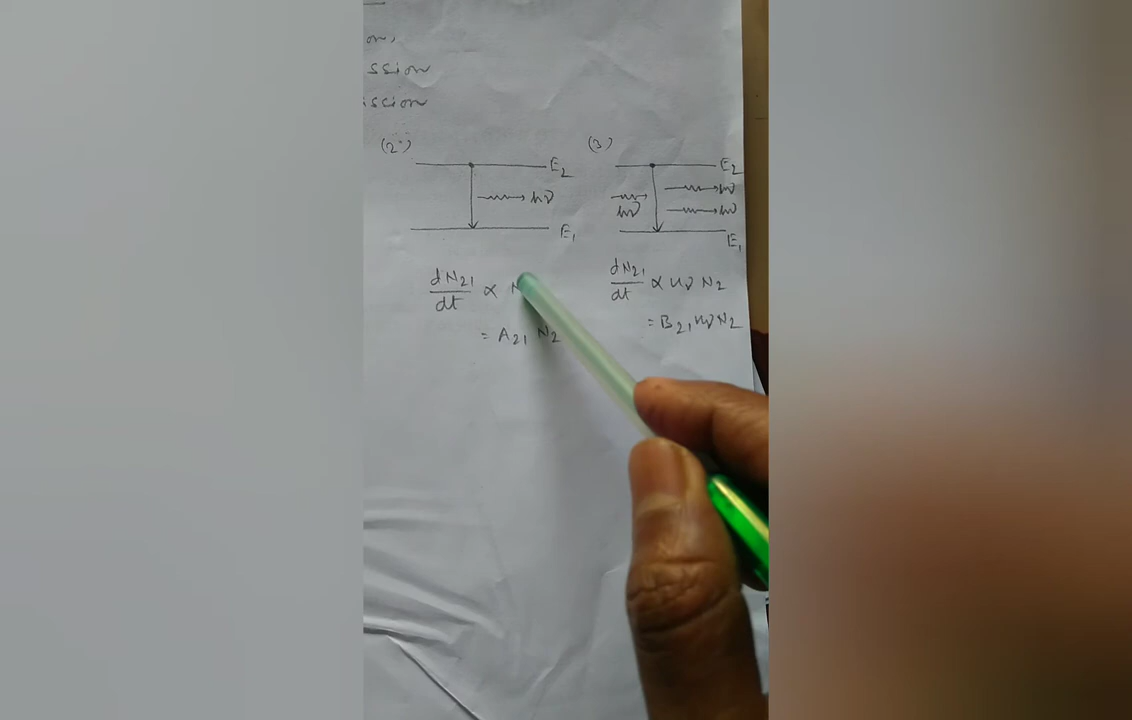 on,
ssion
ission
(2) (3)
E₂ E₂
hν hν
hν hν
E₁ E₁
dN₂₁/dt ∝ N dN₂₁/dt ∝ uν N₂
= A₂₁ N₂ = B₂₁ uν N₂